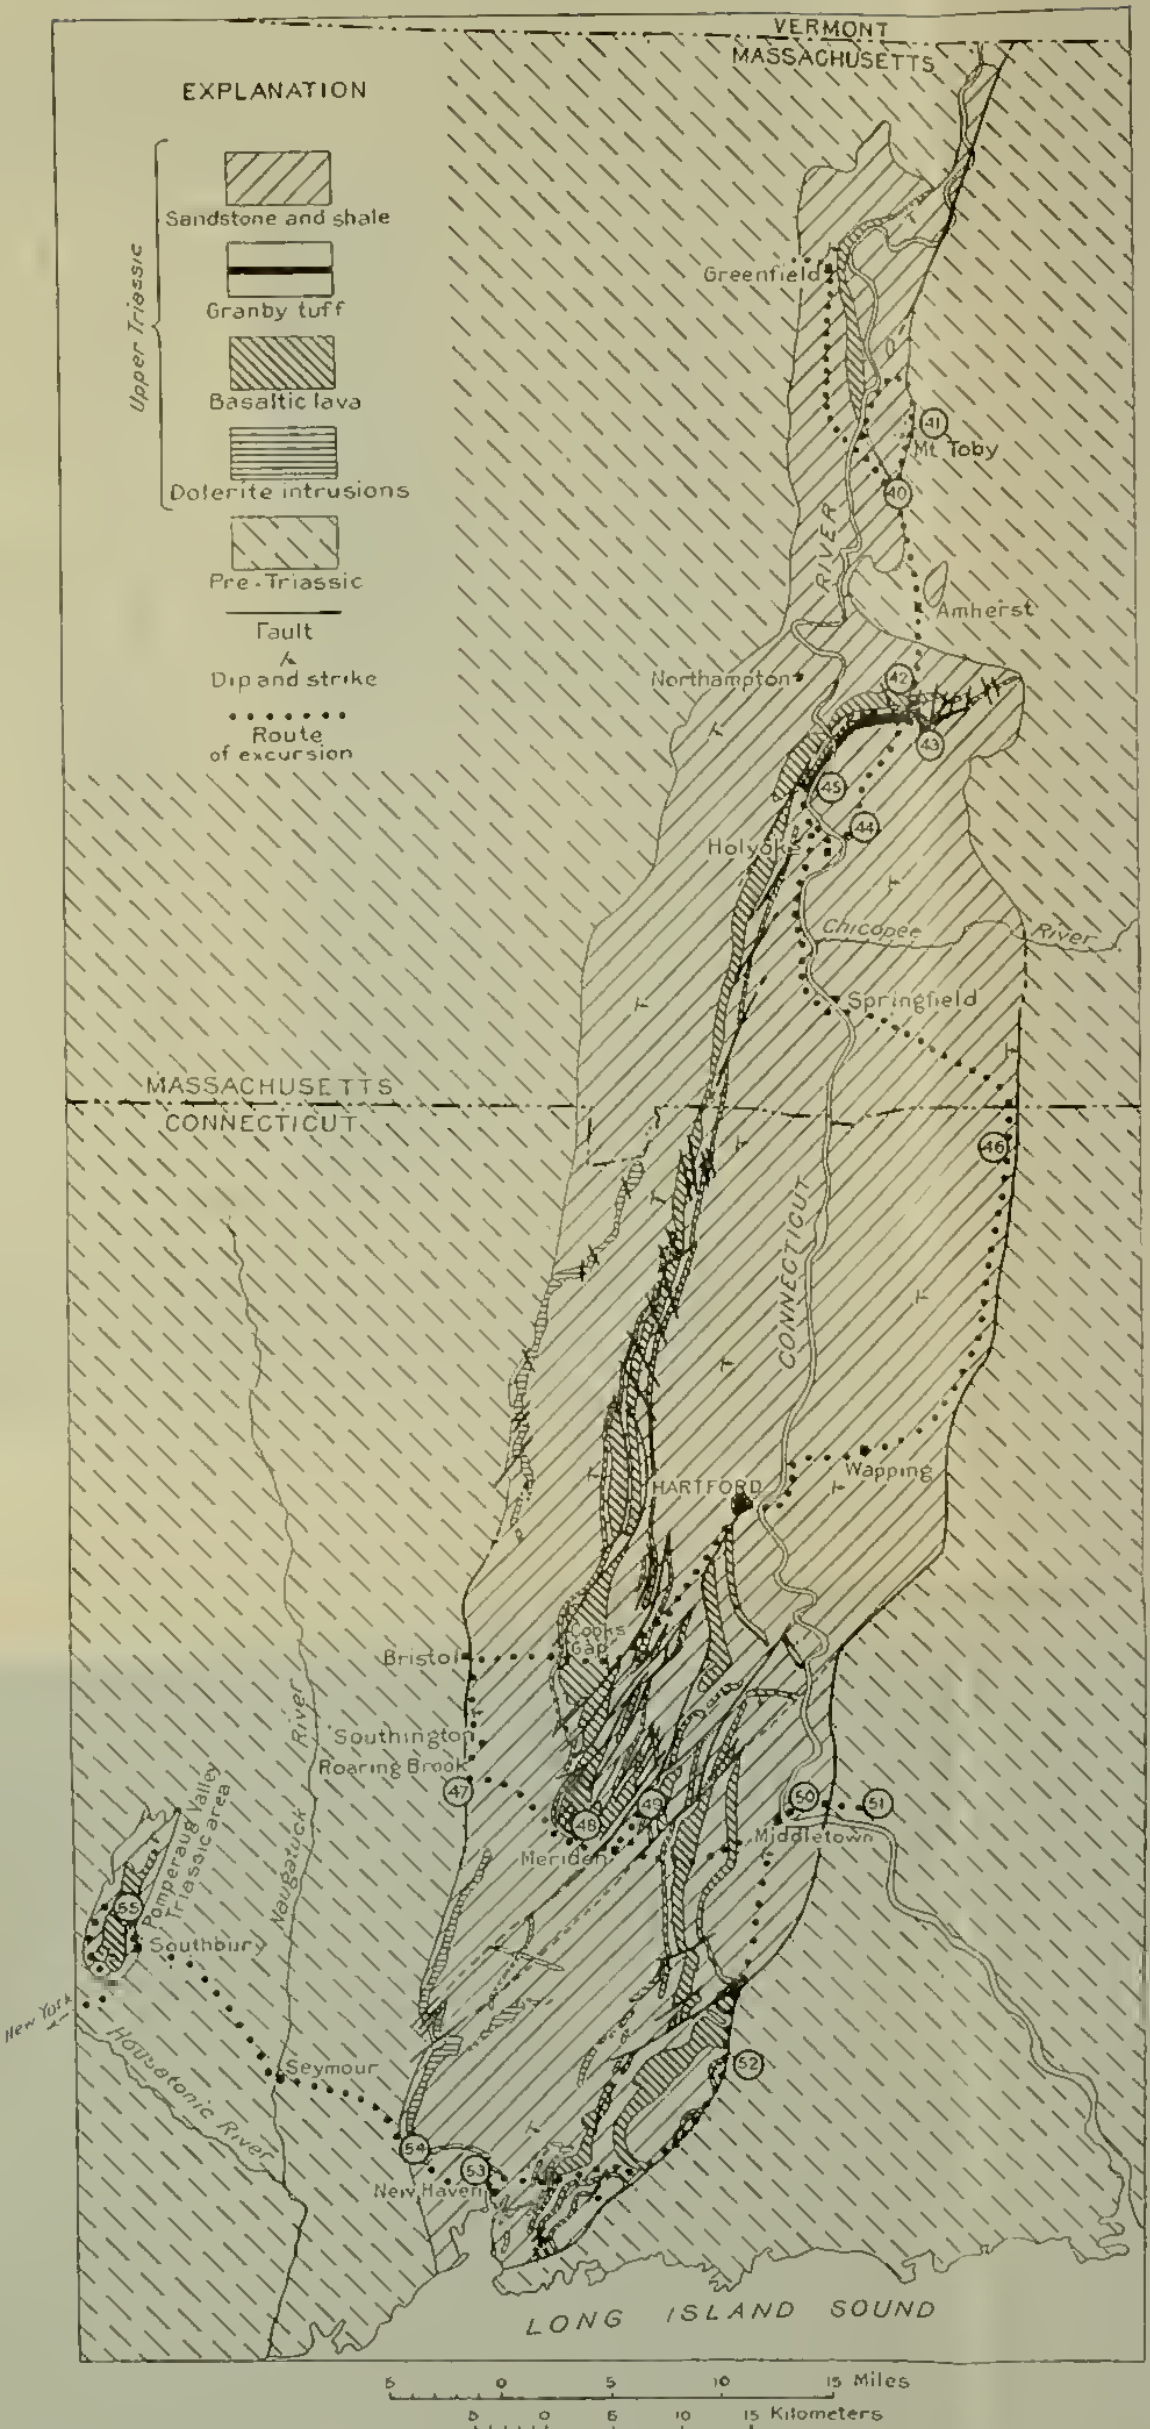 VERMONT
MASSACHUSETTS
EXPLANATION
Upper Triassic
Sandstone and shale
Granby tuff
Basaltic lava
Dolerite intrusions
Pre-Triassic
Fault
Dip and strike
Route
of excursion
Greenfield
41
Mt Toby
40
RIVER
Amherst
Northampton
42
43
45
44
Holyoke
Chicopee
River
Springfield
MASSACHUSETTS
CONNECTICUT
46
CONNECTICUT
Wapping
HARTFORD
Cooks
Gap
Bristol
Southington
Roaring Brook
47
48
49
50
51
Middletown
Meriden
Naugatuck River
Pomperaug Valley
Triassic area
55
Southbury
New York
Housatonic River
Seymour
52
54
53
New Haven
LONG ISLAND SOUND
5 0 5 10 15 Miles
5 0 5 10 15 Kilometers